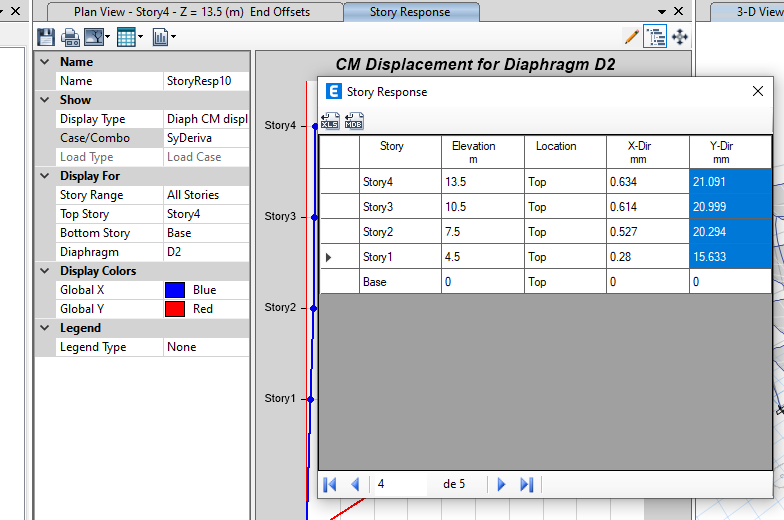 Plan View - Story4 - Z = 13.5 (m) End Offsets
Story Response
3-D View
Name
Name StoryResp10
Show
Display Type Diaph CM displ
Case/Combo SyDeriva
Load Type Load Case
Display For
Story Range All Stories
Top Story Story4
Bottom Story Base
Diaphragm D2
Display Colors
Global X Blue
Global Y Red
Legend
Legend Type None
CM Displacement for Diaphragm D2
Story4
Story3
Story2
Story1
E Story Response
XLS MDB
Story Elevation m Location X-Dir mm Y-Dir mm
Story4 13.5 Top 0.634 21.091
Story3 10.5 Top 0.614 20.999
Story2 7.5 Top 0.527 20.294
Story1 4.5 Top 0.28 15.633
Base 0 Top 0 0
4 de 5